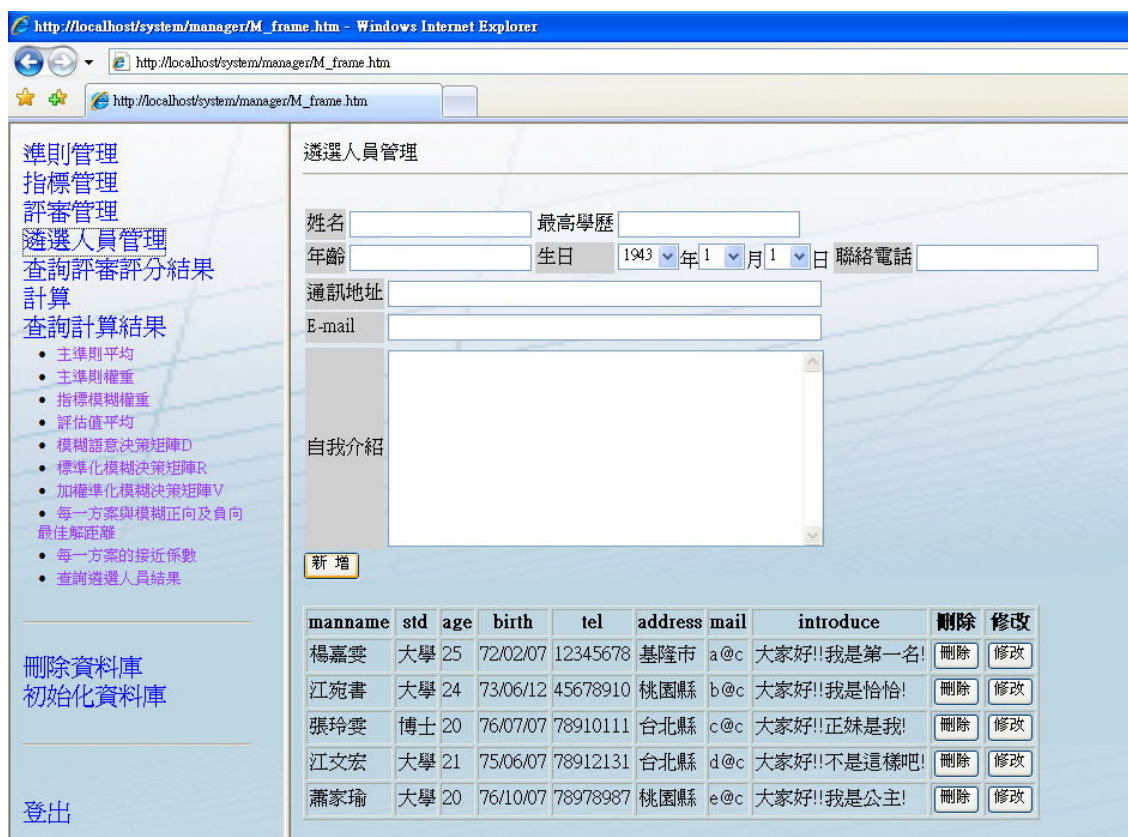 http://localhost/system/manager/M_frame.htm - Windows Internet Explorer
http://localhost/system/manager/M_frame.htm
http://localhost/system/manager/M_frame.htm
準則管理
指標管理
評審管理
遴選人員管理
查詢評審評分結果
計算
查詢計算結果
• 主準則平均
• 主準則權重
• 指標模糊權重
• 評估值平均
• 模糊語意決策矩陣D
• 標準化模糊決策矩陣R
• 加權準化模糊決策矩陣V
• 每一方案與模糊正向及負向
最佳解距離
• 每一方案的接近係數
• 查詢遴選人員結果
刪除資料庫
初始化資料庫
登出
遴選人員管理
姓名 最高學歷
年齡 生日 1943 年 1 月 1 日 聯絡電話
通訊地址
E-mail
自我介紹
新 增
manname std age birth tel address mail introduce 刪除 修改
楊嘉雯 大學 25 72/02/07 12345678 基隆市 a@c 大家好!!我是第一名! 刪除 修改
江宛書 大學 24 73/06/12 45678910 桃園縣 b@c 大家好!!我是恰恰! 刪除 修改
張玲雯 博士 20 76/07/07 78910111 台北縣 c@c 大家好!!正妹是我! 刪除 修改
江文宏 大學 21 75/06/07 78912131 台北縣 d@c 大家好!!不是這樣吧! 刪除 修改
蕭家瑜 大學 20 76/10/07 78978987 桃園縣 e@c 大家好!!我是公主! 刪除 修改